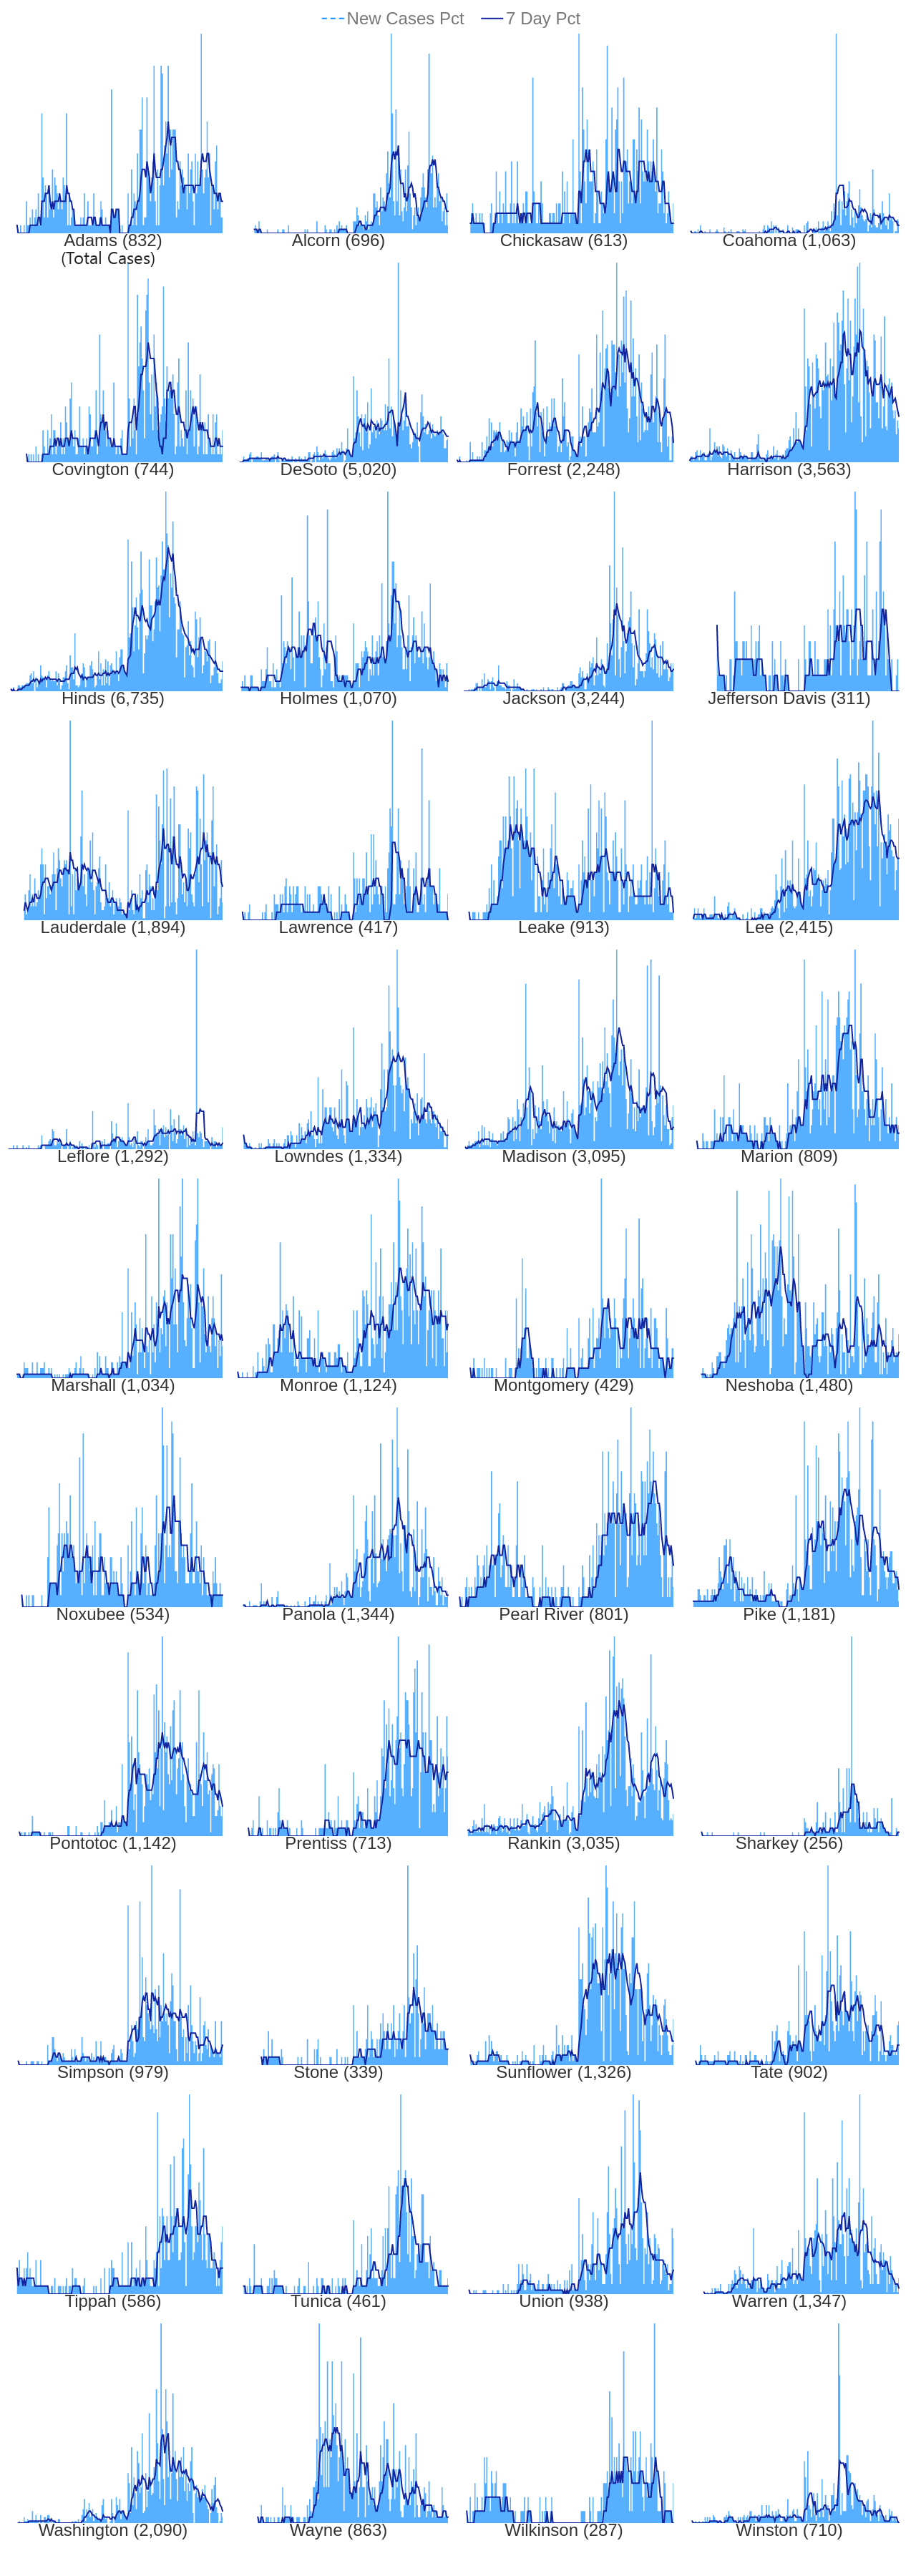 New Cases Pct 7 Day Pct
Adams (832) Alcorn (696) Chickasaw (613) Coahoma (1,063)
(Total Cases)
Covington (744) DeSoto (5,020) Forrest (2,248) Harrison (3,563)
Hinds (6,735) Holmes (1,070) Jackson (3,244) Jefferson Davis (311)
Lauderdale (1,894) Lawrence (417) Leake (913) Lee (2,415)
Leflore (1,292) Lowndes (1,334) Madison (3,095) Marion (809)
Marshall (1,034) Monroe (1,124) Montgomery (429) Neshoba (1,480)
Noxubee (534) Panola (1,344) Pearl River (801) Pike (1,181)
Pontotoc (1,142) Prentiss (713) Rankin (3,035) Sharkey (256)
Simpson (979) Stone (339) Sunflower (1,326) Tate (902)
Tippah (586) Tunica (461) Union (938) Warren (1,347)
Washington (2,090) Wayne (863) Wilkinson (287) Winston (710)